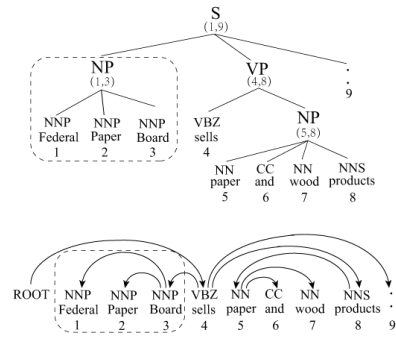 S
(1,9)
NP
(1,3)
VP
(4,8)
.
.
9
NNP NNP NNP
Federal Paper Board
1 2 3
VBZ
sells
4
NP
(5,8)
NN CC NN NNS
paper and wood products
5 6 7 8
ROOT NNP NNP NNP VBZ NN CC NN NNS .
Federal Paper Board sells paper and wood products .
1 2 3 4 5 6 7 8 9